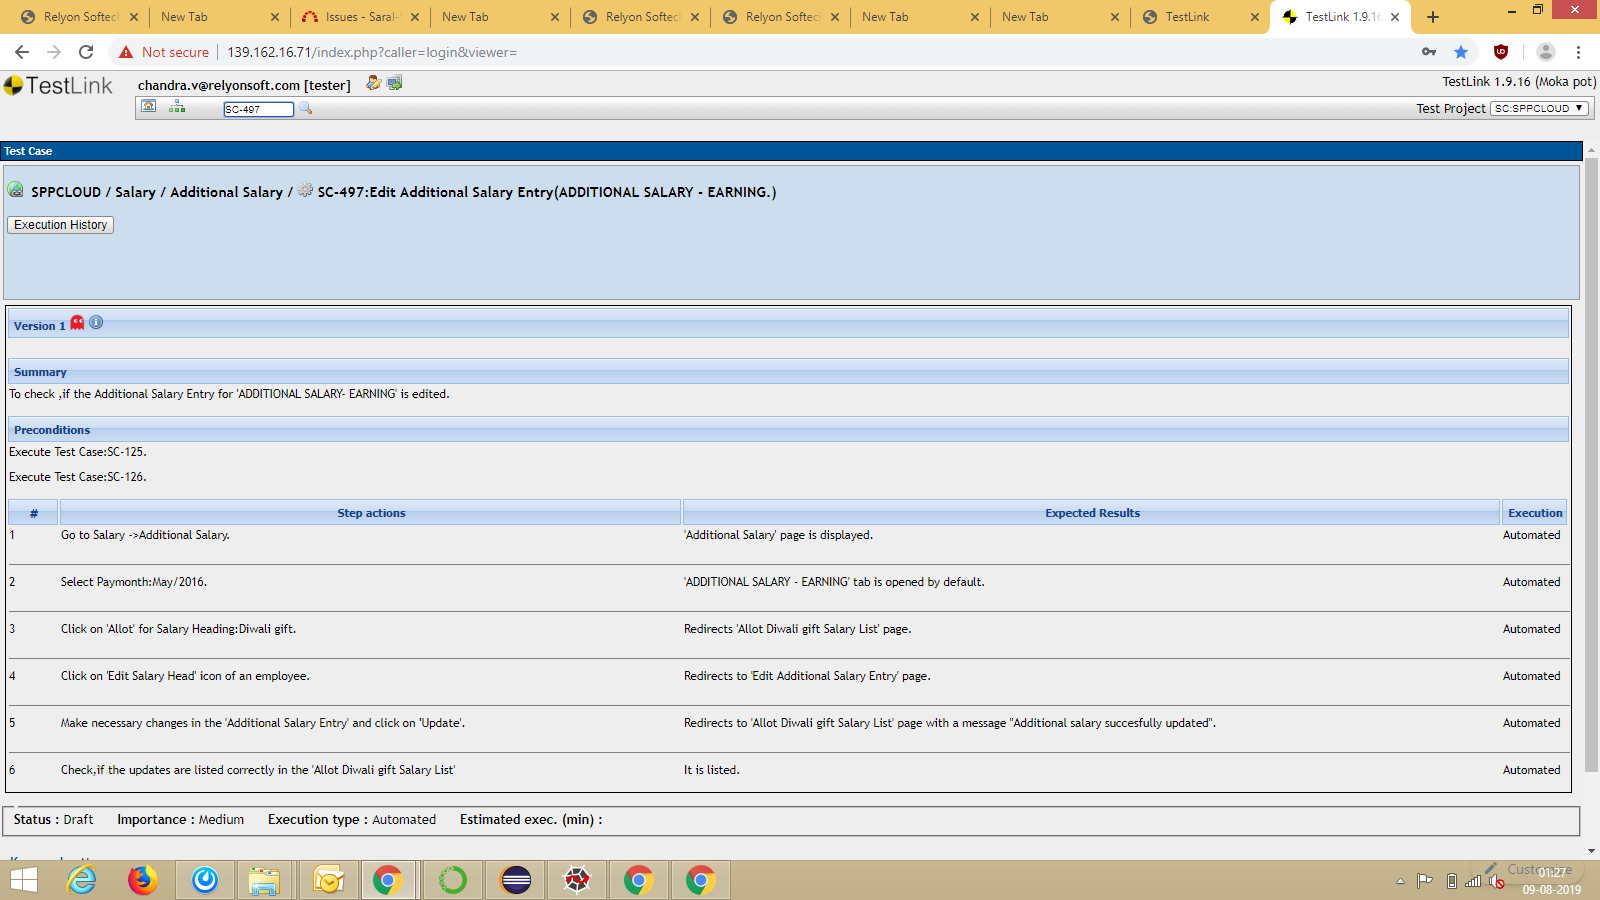 Relyon Softec
New Tab
Issues - Saral-
New Tab
Relyon Softec
Relyon Softec
New Tab
New Tab
TestLink
TestLink 1.9.16
Not secure
139.162.16.71/index.php?caller=login&viewer=
TestLink
chandra.v@relyonsoft.com [tester]
TestLink 1.9.16 (Moka pot)
SC-497
Test Project
SC:SPPCLOUD
Test Case
SPPCLOUD / Salary / Additional Salary / SC-497:Edit Additional Salary Entry(ADDITIONAL SALARY - EARNING.)
Execution History
Version 1
Summary
To check ,if the Additional Salary Entry for 'ADDITIONAL SALARY- EARNING' is edited.
Preconditions
Execute Test Case:SC-125.
Execute Test Case:SC-126.
# Step actions Expected Results Execution
1 Go to Salary ->Additional Salary. 'Additional Salary' page is displayed. Automated
2 Select Paymonth:May/2016. 'ADDITIONAL SALARY - EARNING' tab is opened by default. Automated
3 Click on 'Allot' for Salary Heading:Diwali gift. Redirects 'Allot Diwali gift Salary List' page. Automated
4 Click on 'Edit Salary Head' icon of an employee. Redirects to 'Edit Additional Salary Entry' page. Automated
5 Make necessary changes in the 'Additional Salary Entry' and click on 'Update'. Redirects to 'Allot Diwali gift Salary List' page with a message "Additional salary succesfully updated". Automated
6 Check,if the updates are listed correctly in the 'Allot Diwali gift Salary List' It is listed. Automated
Status : Draft Importance : Medium Execution type : Automated Estimated exec. (min) :
Customize
01:27
09-08-2019